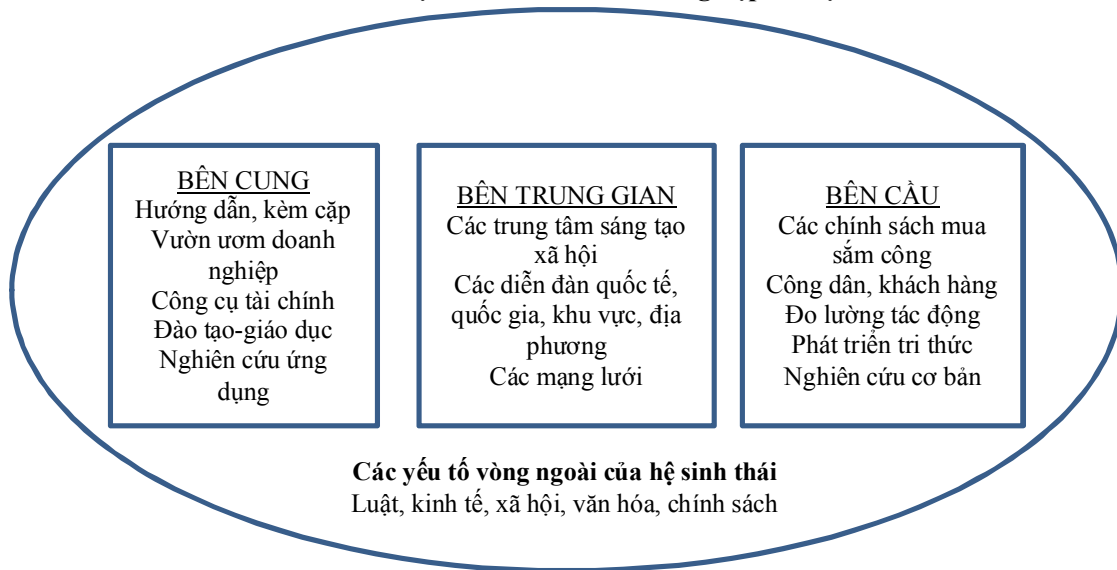 BÊN CUNG
Hướng dẫn, kèm cặp
Vườn ươm doanh
nghiệp
Công cụ tài chính
Đào tạo-giáo dục
Nghiên cứu ứng
dụng
BÊN TRUNG GIAN
Các trung tâm sáng tạo
xã hội
Các diễn đàn quốc tế,
quốc gia, khu vực, địa
phương
Các mạng lưới
BÊN CẦU
Các chính sách mua
sắm công
Công dân, khách hàng
Đo lường tác động
Phát triển tri thức
Nghiên cứu cơ bản
Các yếu tố vòng ngoài của hệ sinh thái
Luật, kinh tế, xã hội, văn hóa, chính sách